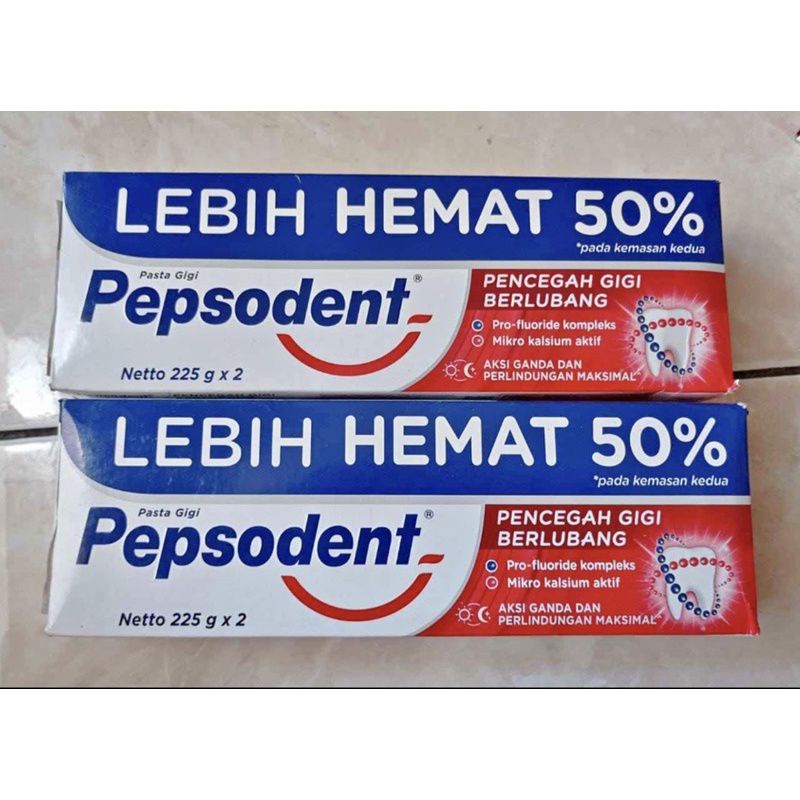 LEBIH HEMAT 50%
*pada kemasan kedua
Pasta Gigi
Pepsodent®
Netto 225 g x 2
PENCEGAH GIGI
BERLUBANG
Pro-fluoride kompleks
Mikro kalsium aktif
AKSI GANDA DAN
PERLINDUNGAN MAKSIMAL^
PENCEGAH GIGI
LEBIH HEMAT 50%
*pada kemasan kedua
Pasta Gigi
Pepsodent®
Netto 225 g x 2
PENCEGAH GIGI
BERLUBANG
Pro-fluoride kompleks
Mikro kalsium aktif
AKSI GANDA DAN
PERLINDUNGAN MAKSIMAL^